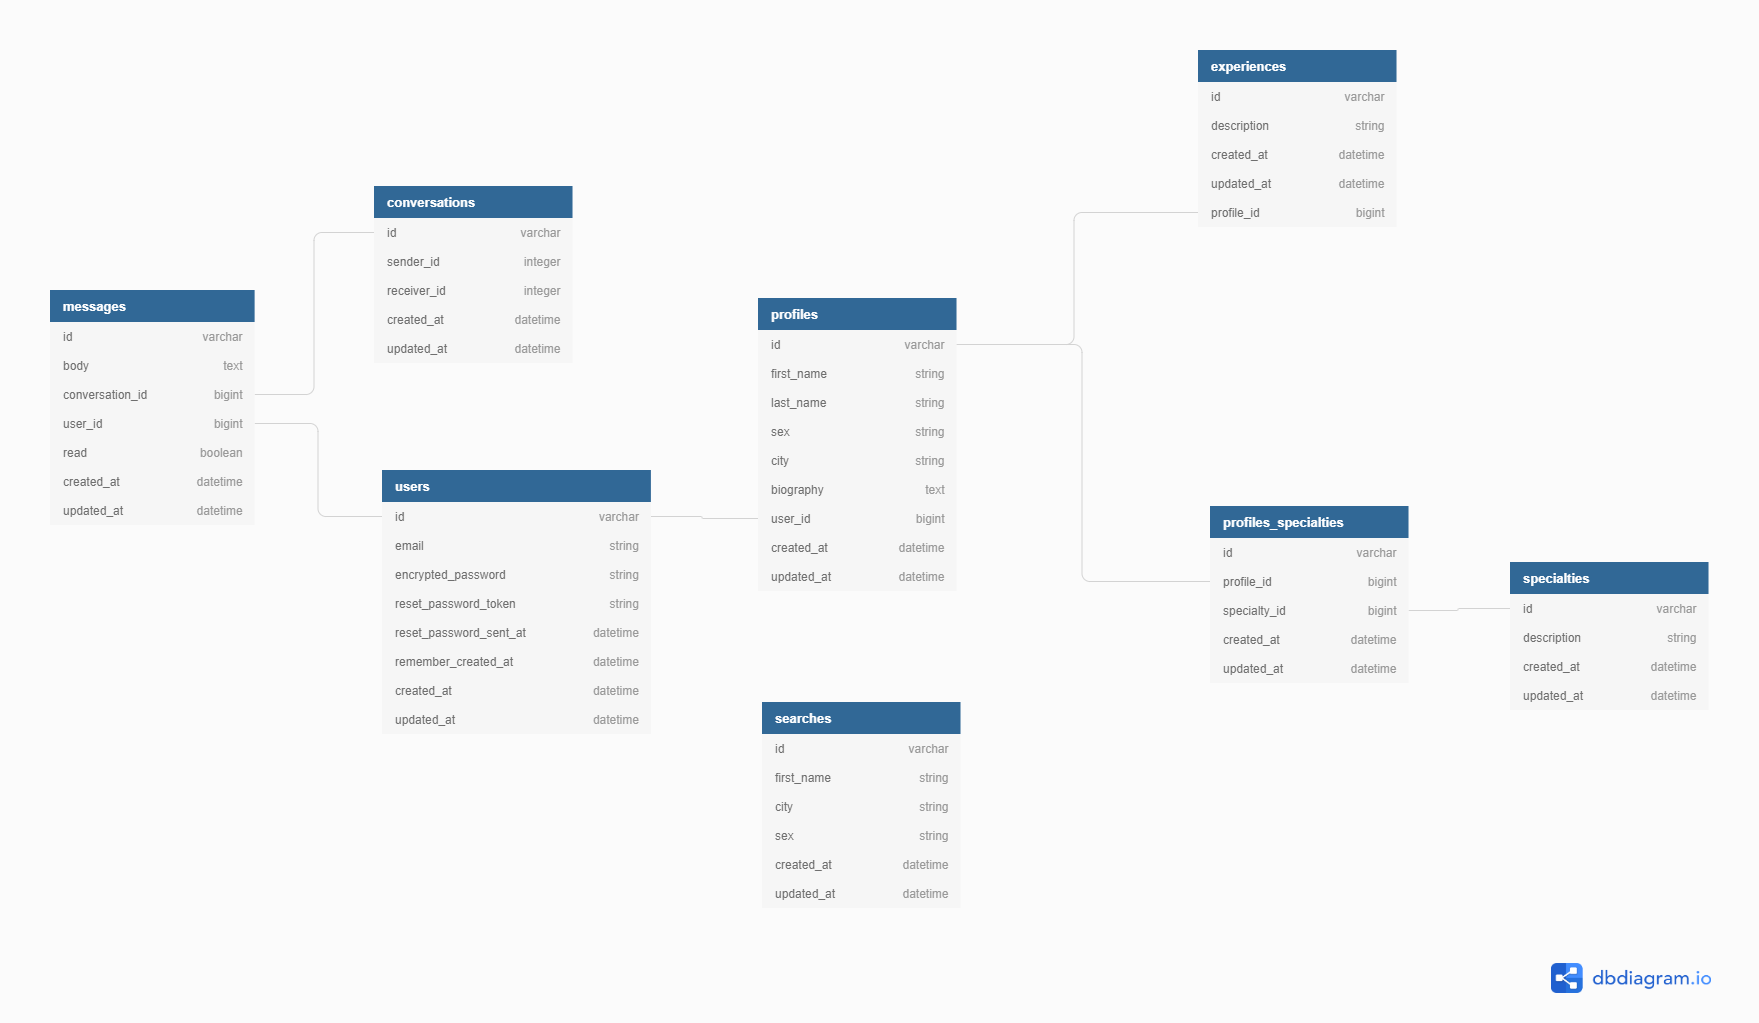 experiences
id varchar
description string
created_at datetime
updated_at datetime
profile_id bigint
conversations
id varchar
sender_id integer
receiver_id integer
created_at datetime
updated_at datetime
messages
id varchar
body text
conversation_id bigint
user_id bigint
read boolean
created_at datetime
updated_at datetime
profiles
id varchar
first_name string
last_name string
sex string
city string
biography text
user_id bigint
created_at datetime
updated_at datetime
users
id varchar
email string
encrypted_password string
reset_password_token string
reset_password_sent_at datetime
remember_created_at datetime
created_at datetime
updated_at datetime
profiles_specialties
id varchar
profile_id bigint
specialty_id bigint
created_at datetime
updated_at datetime
specialties
id varchar
description string
created_at datetime
updated_at datetime
searches
id varchar
first_name string
city string
sex string
created_at datetime
updated_at datetime
dbdiagram.io